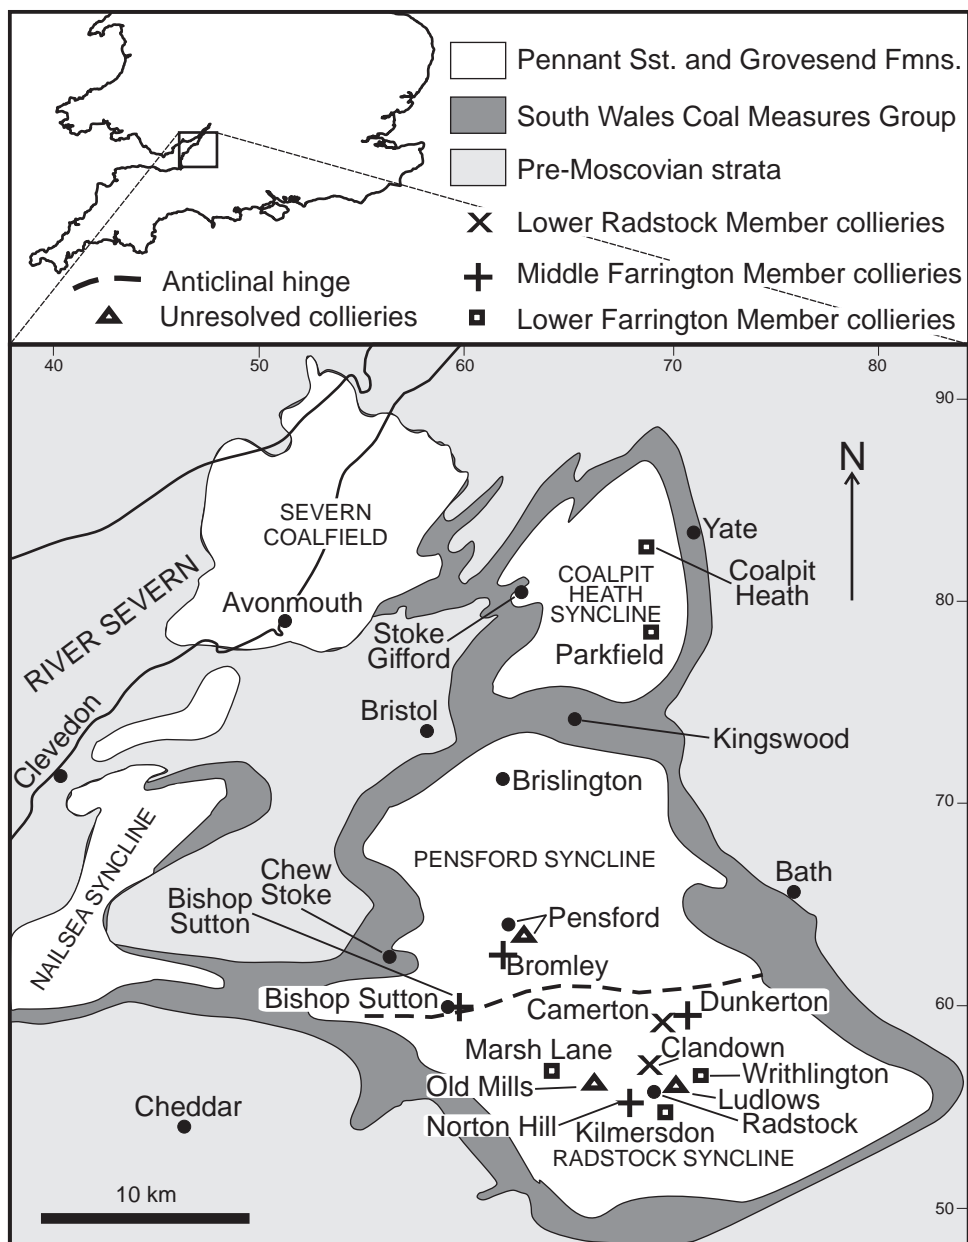 Pennant Sst. and Grovesend Fmns.
South Wales Coal Measures Group
Pre-Moscovian strata
Lower Radstock Member collieries
Anticlinal hinge
Middle Farrington Member collieries
Unresolved collieries
Lower Farrington Member collieries
40
50
60
70
80
90
N
SEVERN
COALFIELD
Yate
COALPIT
HEATH
SYNCLINE
Coalpit
Heath
RIVER SEVERN
Avonmouth
80
Stoke
Gifford
Parkfield
Clevedon
Bristol
Kingswood
Brislington
70
NAILSEA SYNCLINE
PENSFORD SYNCLINE
Chew
Stoke
Bath
Bishop
Sutton
Pensford
Bromley
Bishop Sutton
Camerton
Dunkerton
60
Marsh Lane
Clandown
Old Mills
Writhlington
Ludlows
Cheddar
Norton Hill
Kilmersdon
Radstock
RADSTOCK SYNCLINE
10 km
50